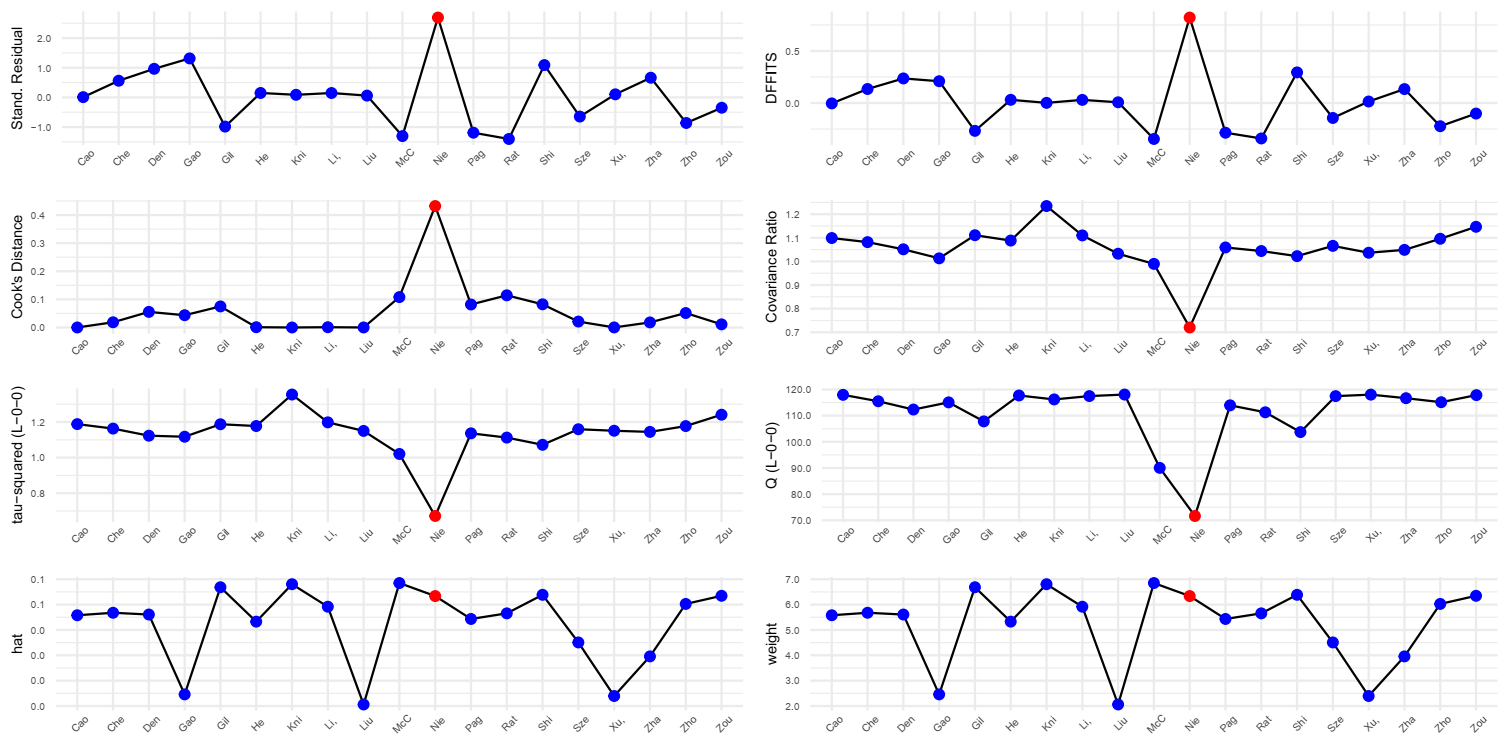 Stand. Residual
2.0
1.0
0.0
−1.0
Cao Che Den Gao Gil He Kni Li, Liu McC Nie Pag Rat Shi Sze Xu, Zha Zho Zou
DFFITS
0.5
0.0
Cao Che Den Gao Gil He Kni Li, Liu McC Nie Pag Rat Shi Sze Xu, Zha Zho Zou
Cook's Distance
0.4
0.3
0.2
0.1
0.0
Cao Che Den Gao Gil He Kni Li, Liu McC Nie Pag Rat Shi Sze Xu, Zha Zho Zou
Covariance Ratio
1.2
1.1
1.0
0.9
0.8
0.7
Cao Che Den Gao Gil He Kni Li, Liu McC Nie Pag Rat Shi Sze Xu, Zha Zho Zou
tau−squared (L−0−0)
1.2
1.0
0.8
Cao Che Den Gao Gil He Kni Li, Liu McC Nie Pag Rat Shi Sze Xu, Zha Zho Zou
Q (L−0−0)
120.0
110.0
100.0
90.0
80.0
70.0
Cao Che Den Gao Gil He Kni Li, Liu McC Nie Pag Rat Shi Sze Xu, Zha Zho Zou
hat
0.1
0.1
0.0
0.0
0.0
0.0
Cao Che Den Gao Gil He Kni Li, Liu McC Nie Pag Rat Shi Sze Xu, Zha Zho Zou
weight
7.0
6.0
5.0
4.0
3.0
2.0
Cao Che Den Gao Gil He Kni Li, Liu McC Nie Pag Rat Shi Sze Xu, Zha Zho Zou